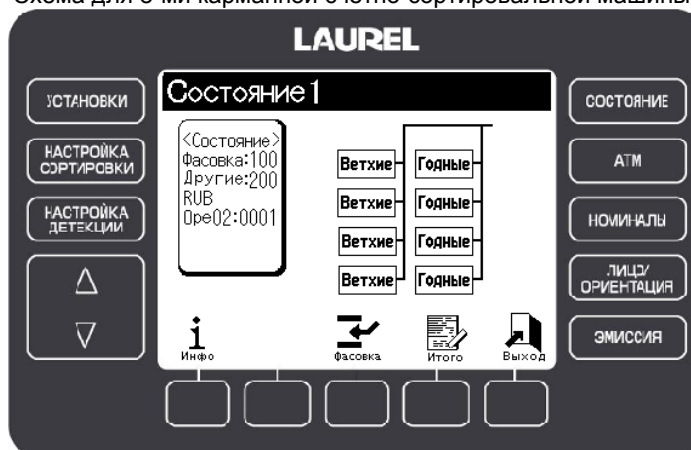 Схема для 8-ми карманной счетно-сортировальной машины
LAUREL
УСТАНОВКИ
НАСТРОЙКА
СОРТИРОВКИ
НАСТРОЙКА
ДЕТЕКЦИИ
Состояние1
<Состояние>
Фасовка:100
Другие:200
RUB
Оре02:0001
Ветхие Годные
Ветхие Годные
Ветхие Годные
Ветхие Годные
Инфо Фасовка Итого Выход
СОСТОЯНИЕ
АТМ
НОМИНАЛЫ
ЛИЦО/
ОРИЕНТАЦИЯ
ЭМИССИЯ